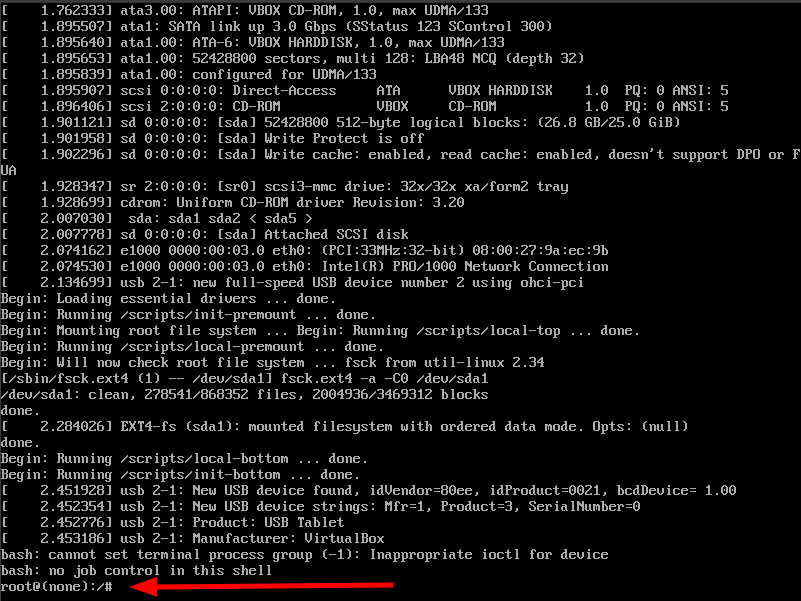 [    1.762333] ata3.00: ATAPI: VBOX CD-ROM, 1.0, max UDMA/133
[    1.895507] ata1: SATA link up 3.0 Gbps (SStatus 123 SControl 300)
[    1.895640] ata1.00: ATA-6: VBOX HARDDISK, 1.0, max UDMA/133
[    1.895653] ata1.00: 52428800 sectors, multi 128: LBA48 NCQ (depth 32)
[    1.895839] ata1.00: configured for UDMA/133
[    1.895907] scsi 0:0:0:0: Direct-Access     ATA      VBOX HARDDISK    1.0  PQ: 0 ANSI: 5
[    1.896406] scsi 2:0:0:0: CD-ROM            VBOX     CD-ROM           1.0  PQ: 0 ANSI: 5
[    1.901121] sd 0:0:0:0: [sda] 52428800 512-byte logical blocks: (26.8 GB/25.0 GiB)
[    1.901958] sd 0:0:0:0: [sda] Write Protect is off
[    1.902296] sd 0:0:0:0: [sda] Write cache: enabled, read cache: enabled, doesn't support DPO or F
UA
[    1.928347] sr 2:0:0:0: [sr0] scsi3-mmc drive: 32x/32x xa/form2 tray
[    1.928699] cdrom: Uniform CD-ROM driver Revision: 3.20
[    2.007030]  sda: sda1 sda2 < sda5 >
[    2.007778] sd 0:0:0:0: [sda] Attached SCSI disk
[    2.074162] e1000 0000:00:03.0 eth0: (PCI:33MHz:32-bit) 08:00:27:9a:ec:9b
[    2.074530] e1000 0000:00:03.0 eth0: Intel(R) PRO/1000 Network Connection
[    2.134699] usb 2-1: new full-speed USB device number 2 using ohci-pci
Begin: Loading essential drivers ... done.
Begin: Running /scripts/init-premount ... done.
Begin: Mounting root file system ... Begin: Running /scripts/local-top ... done.
Begin: Running /scripts/local-premount ... done.
Begin: Will now check root file system ... fsck from util-linux 2.34
[/sbin/fsck.ext4 (1) -- /dev/sda1] fsck.ext4 -a -C0 /dev/sda1
/dev/sda1: clean, 278541/868352 files, 2004936/3469312 blocks
done.
[    2.284026] EXT4-fs (sda1): mounted filesystem with ordered data mode. Opts: (null)
done.
Begin: Running /scripts/local-bottom ... done.
Begin: Running /scripts/init-bottom ... done.
[    2.451928] usb 2-1: New USB device found, idVendor=80ee, idProduct=0021, bcdDevice= 1.00
[    2.452354] usb 2-1: New USB device strings: Mfr=1, Product=3, SerialNumber=0
[    2.452776] usb 2-1: Product: USB Tablet
[    2.453186] usb 2-1: Manufacturer: VirtualBox
bash: cannot set terminal process group (-1): Inappropriate ioctl for device
bash: no job control in this shell
root@(none):/#